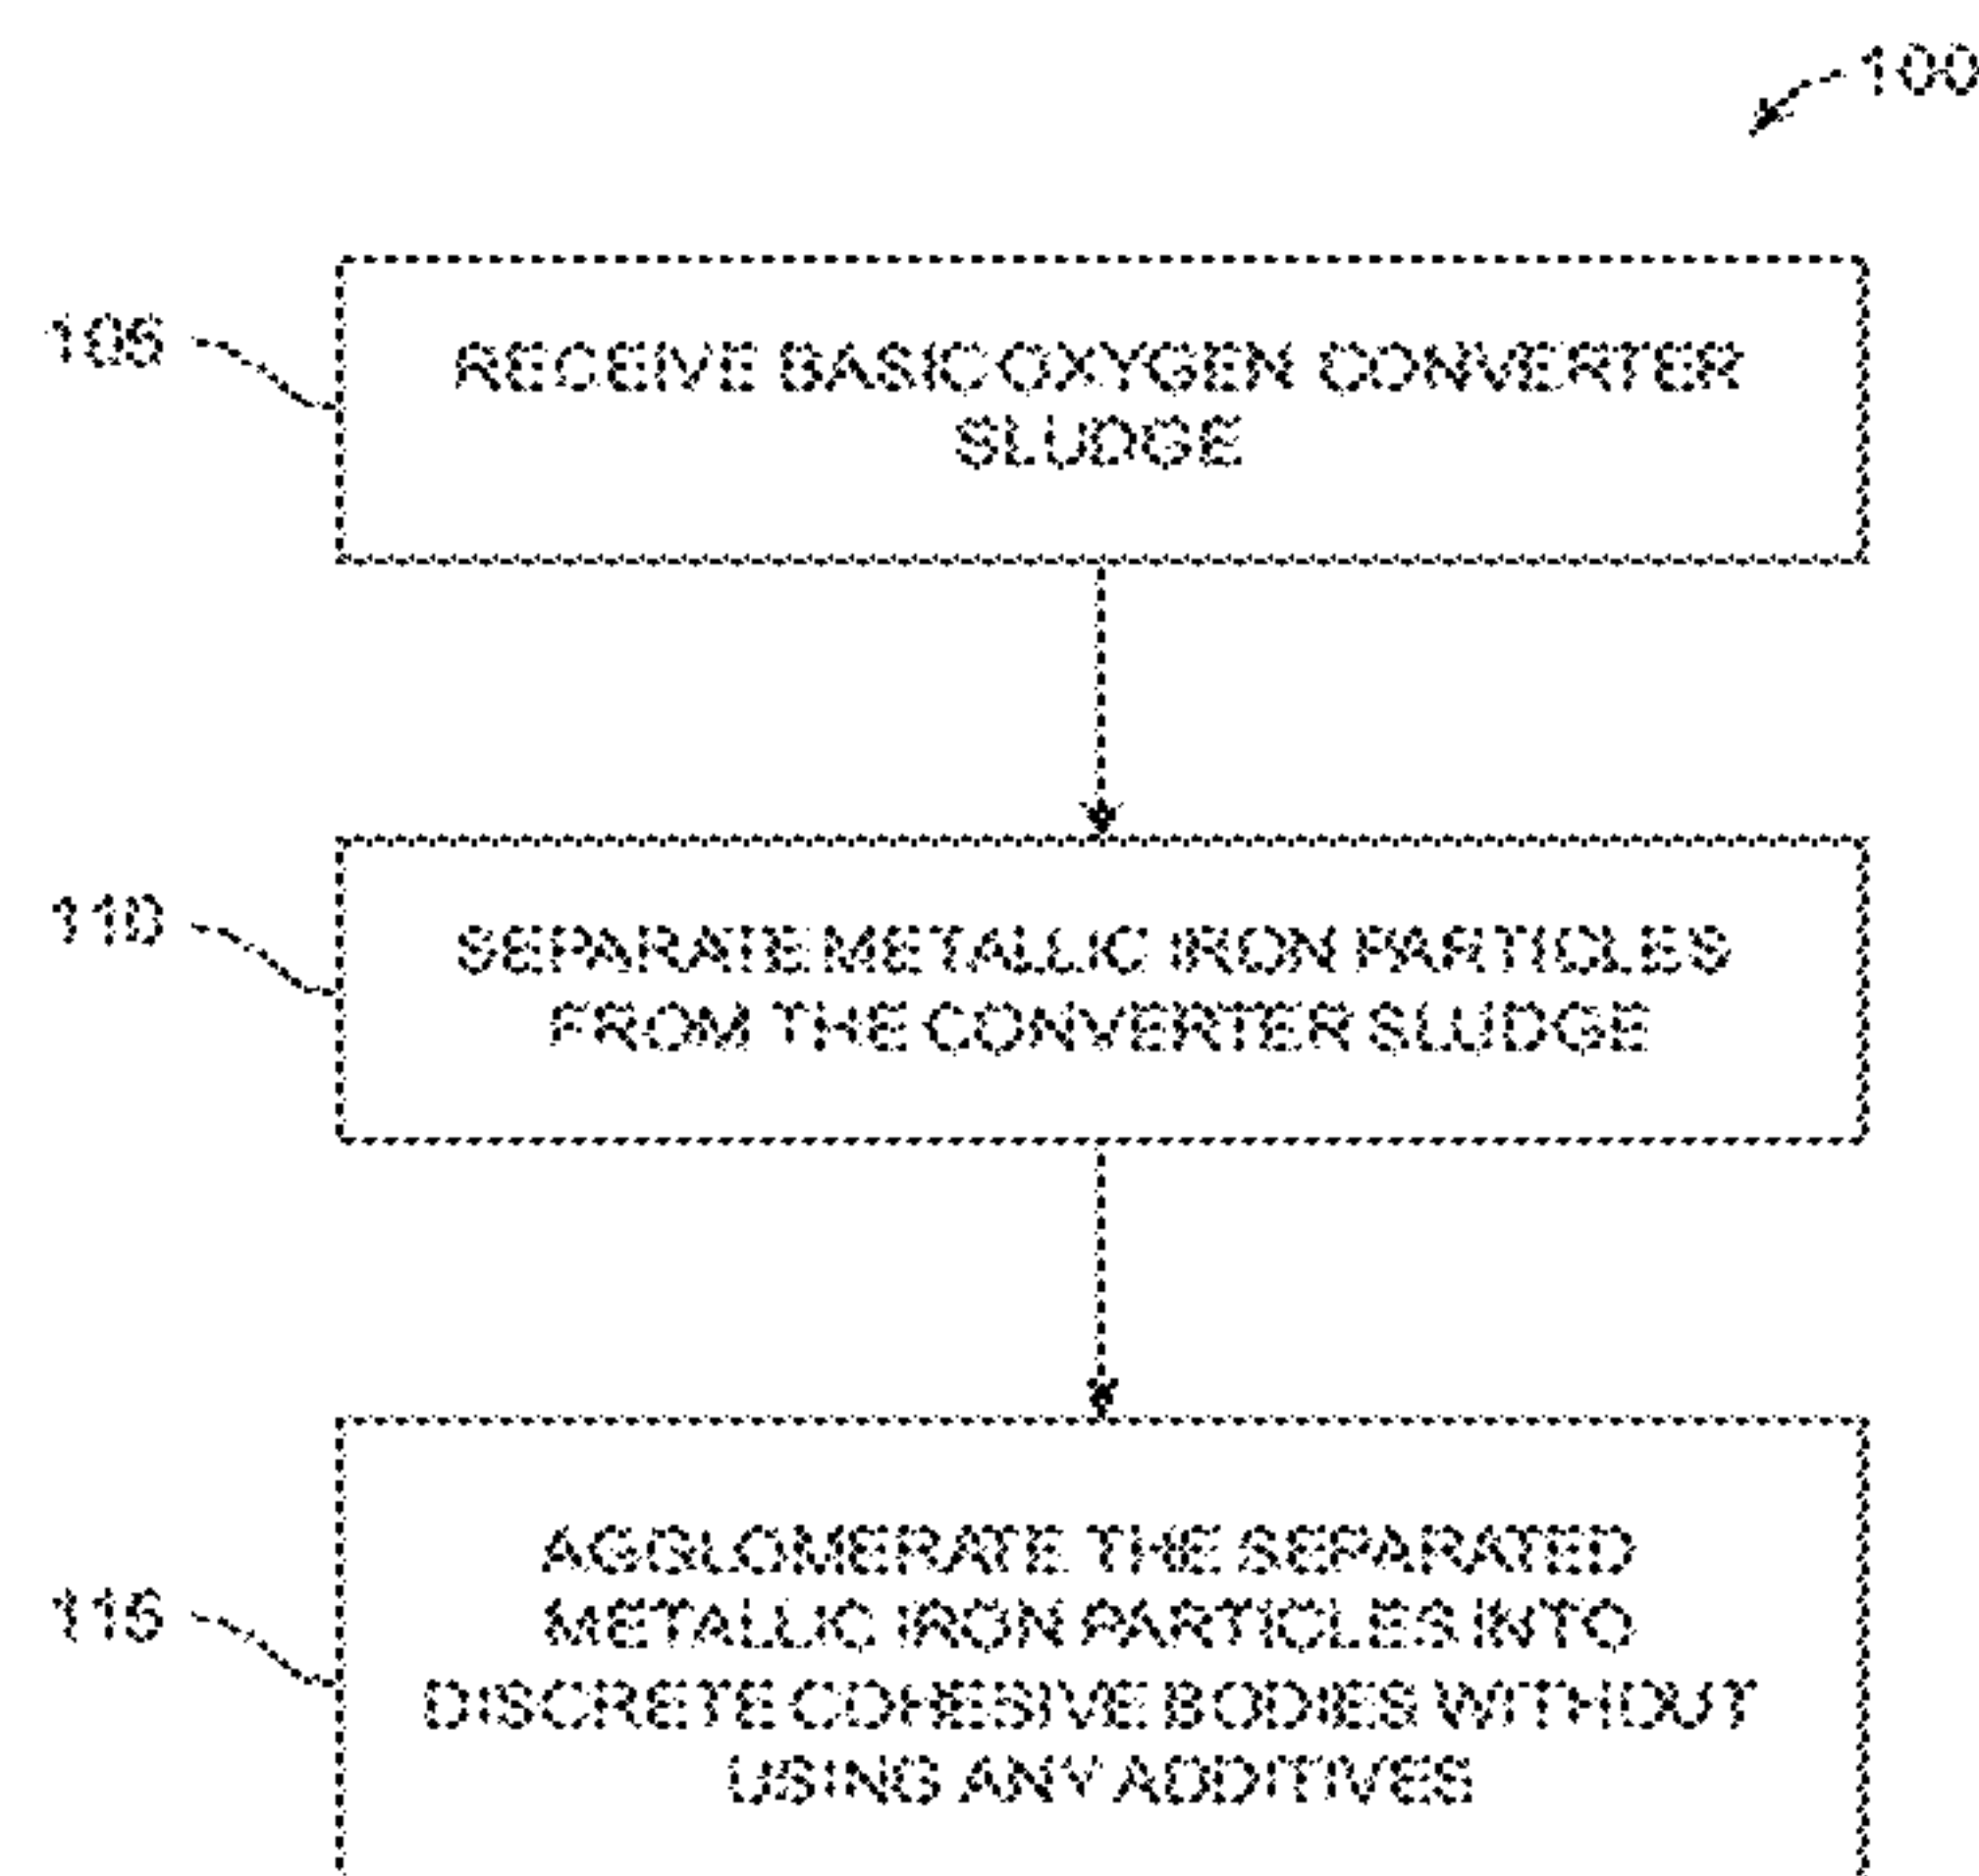 100
105
RECEIVE BASIC OXYGEN CONVERTER
SLUDGE
110
SEPARATE METALLIC IRON PARTICLES
FROM THE CONVERTER SLUDGE
115
AGGLOMERATE THE SEPARATED
METALLIC IRON PARTICLES INTO
DISCRETE COHESIVE BODIES WITHOUT
USING ANY ADDITIVES